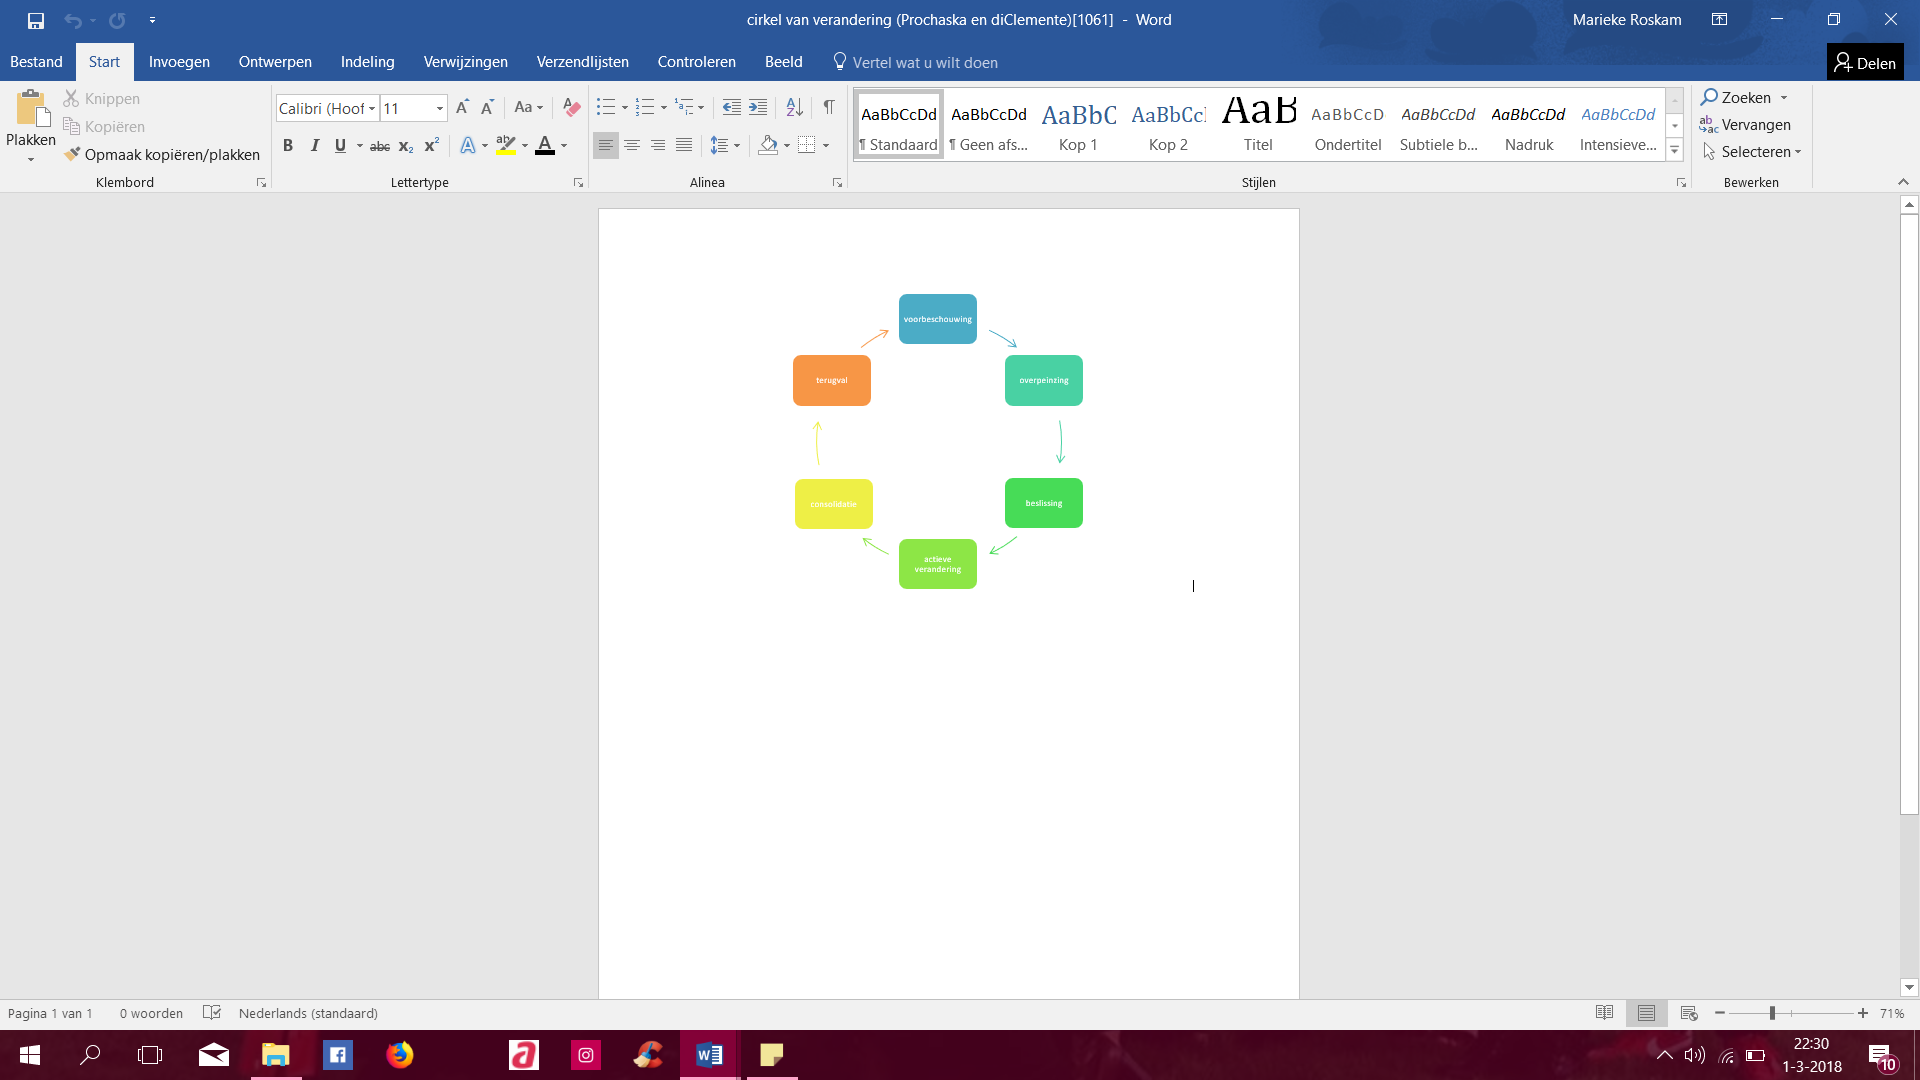 cirkel van verandering (Prochaska en diClemente)[1061] - Word
Marieke Roskam
Bestand Start Invoegen Ontwerpen Indeling Verwijzingen Verzendlijsten Controleren Beeld Vertel wat u wilt doen
Delen
Plakken
Knippen
Kopiëren
Opmaak kopiëren/plakken
Klembord
Calibri (Hoof 11
Lettertype
Alinea
AaBbCcDd AaBbCcDd AaBbC AaBbCc AaB AaBbCcD AaBbCcDd AaBbCcDd AaBbCcDd
¶ Standaard ¶ Geen afs... Kop 1 Kop 2 Titel Ondertitel Subtiele b... Nadruk Intensieve...
Stijlen
Zoeken
Vervangen
Selecteren
Bewerken
voorbeschouwing
overpeinzing
beslissing
actieve
verandering
consolidatie
terugval
Pagina 1 van 1 0 woorden Nederlands (standaard)
71%
22:30
1-3-2018
10